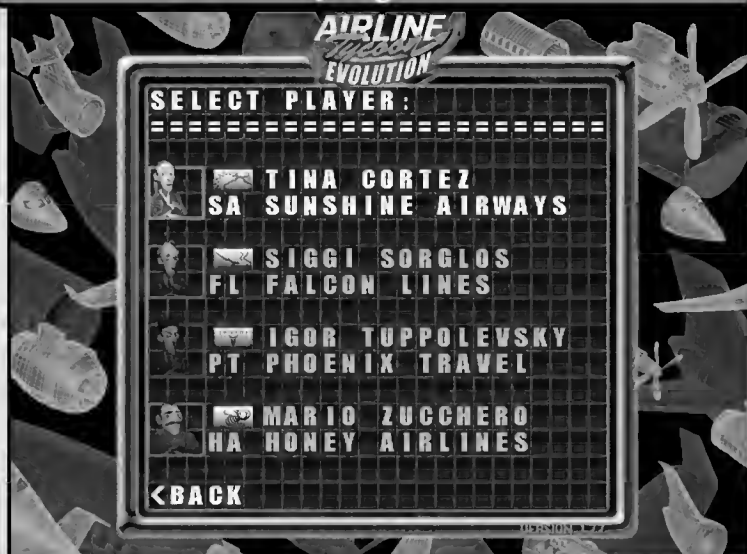 AIRLINE
Tycoon
EVOLUTION
SELECT PLAYER:
========================
TINA CORTEZ
SA SUNSHINE AIRWAYS
SIGGI SORGLOS
FL FALCON LINES
IGOR TUPPOLEVSKY
PT PHOENIX TRAVEL
MARIO ZUCCHERO
HA HONEY AIRLINES
<BACK